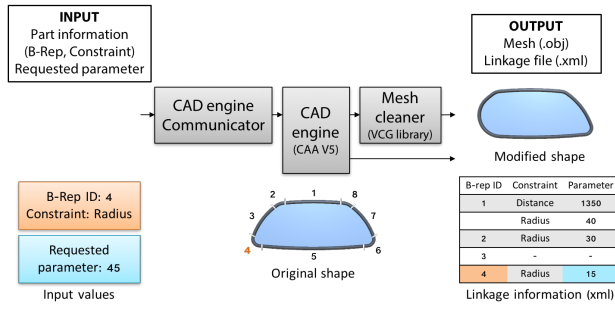 INPUT
Part information
(B-Rep, Constraint)
Requested parameter
OUTPUT
Mesh (.obj)
Linkage file (.xml)
CAD engine
Communicator
CAD
engine
(CAA V5)
Mesh
cleaner
(VCG library)
Modified shape
B-Rep ID: 4
Constraint: Radius
Requested
parameter: 45
Input values
1
2
8
3
7
4
5
6
Original shape
B-rep ID Constraint Parameter
1 Distance 1350
Radius 40
2 Radius 30
3 - -
4 Radius 15
Linkage information (xml)